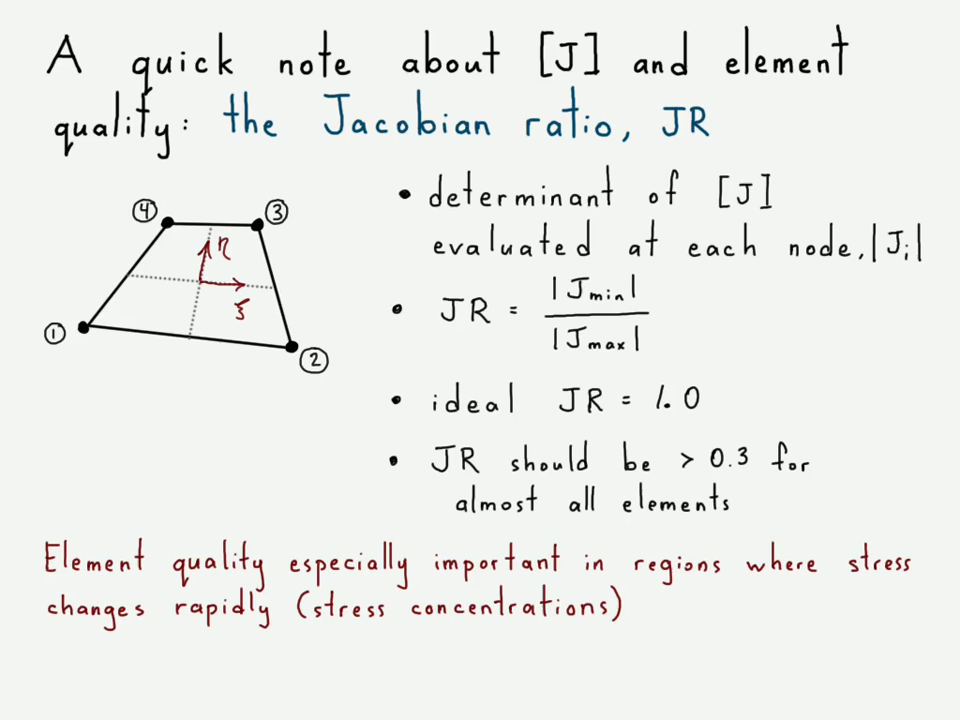 A quick note about [J] and element
quality: the Jacobian ratio, JR
• determinant of [J]
evaluated at each node, |Ji|
• JR = |Jmin| / |Jmax|
• ideal JR = 1.0
• JR should be > 0.3 for
almost all elements
④ ③
η
ξ
①
②
Element quality especially important in regions where stress
changes rapidly (stress concentrations)